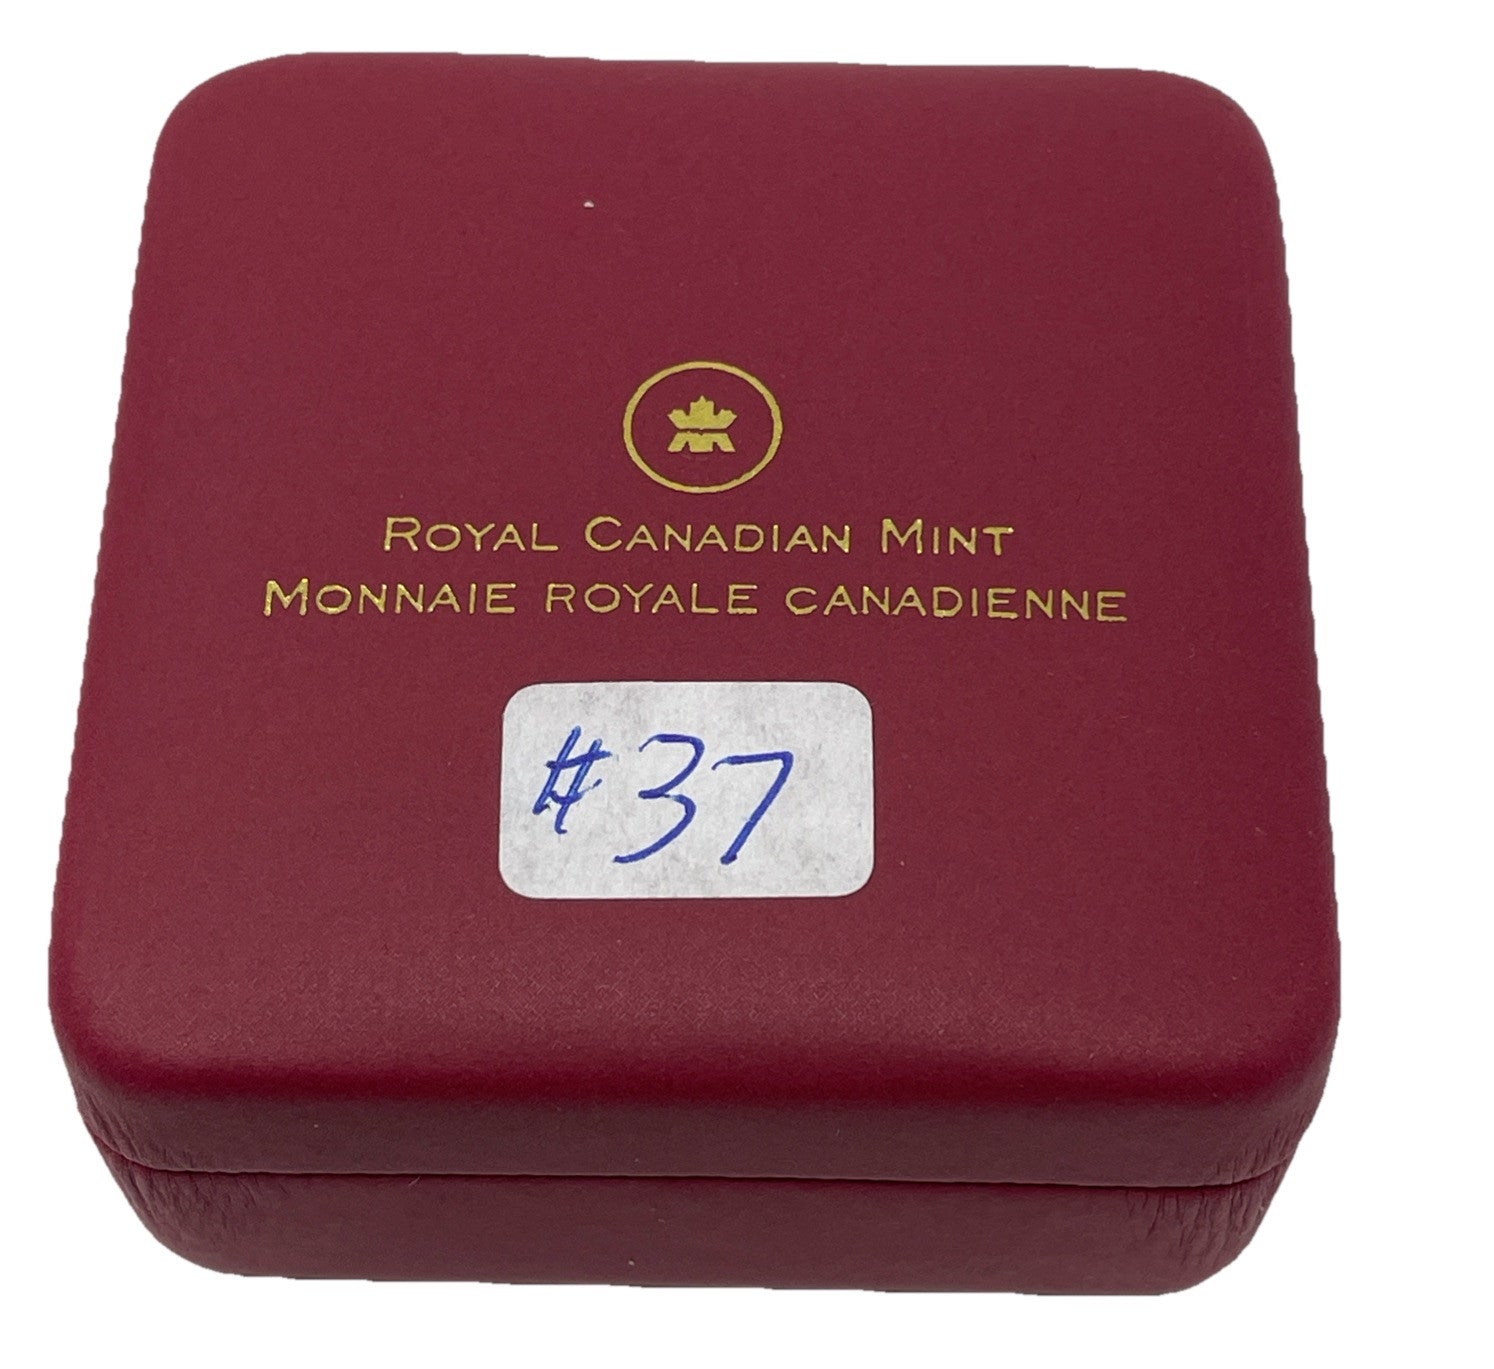 ROYAL CANADIAN MINT
MONNAIE ROYALE CANADIENNE
#37